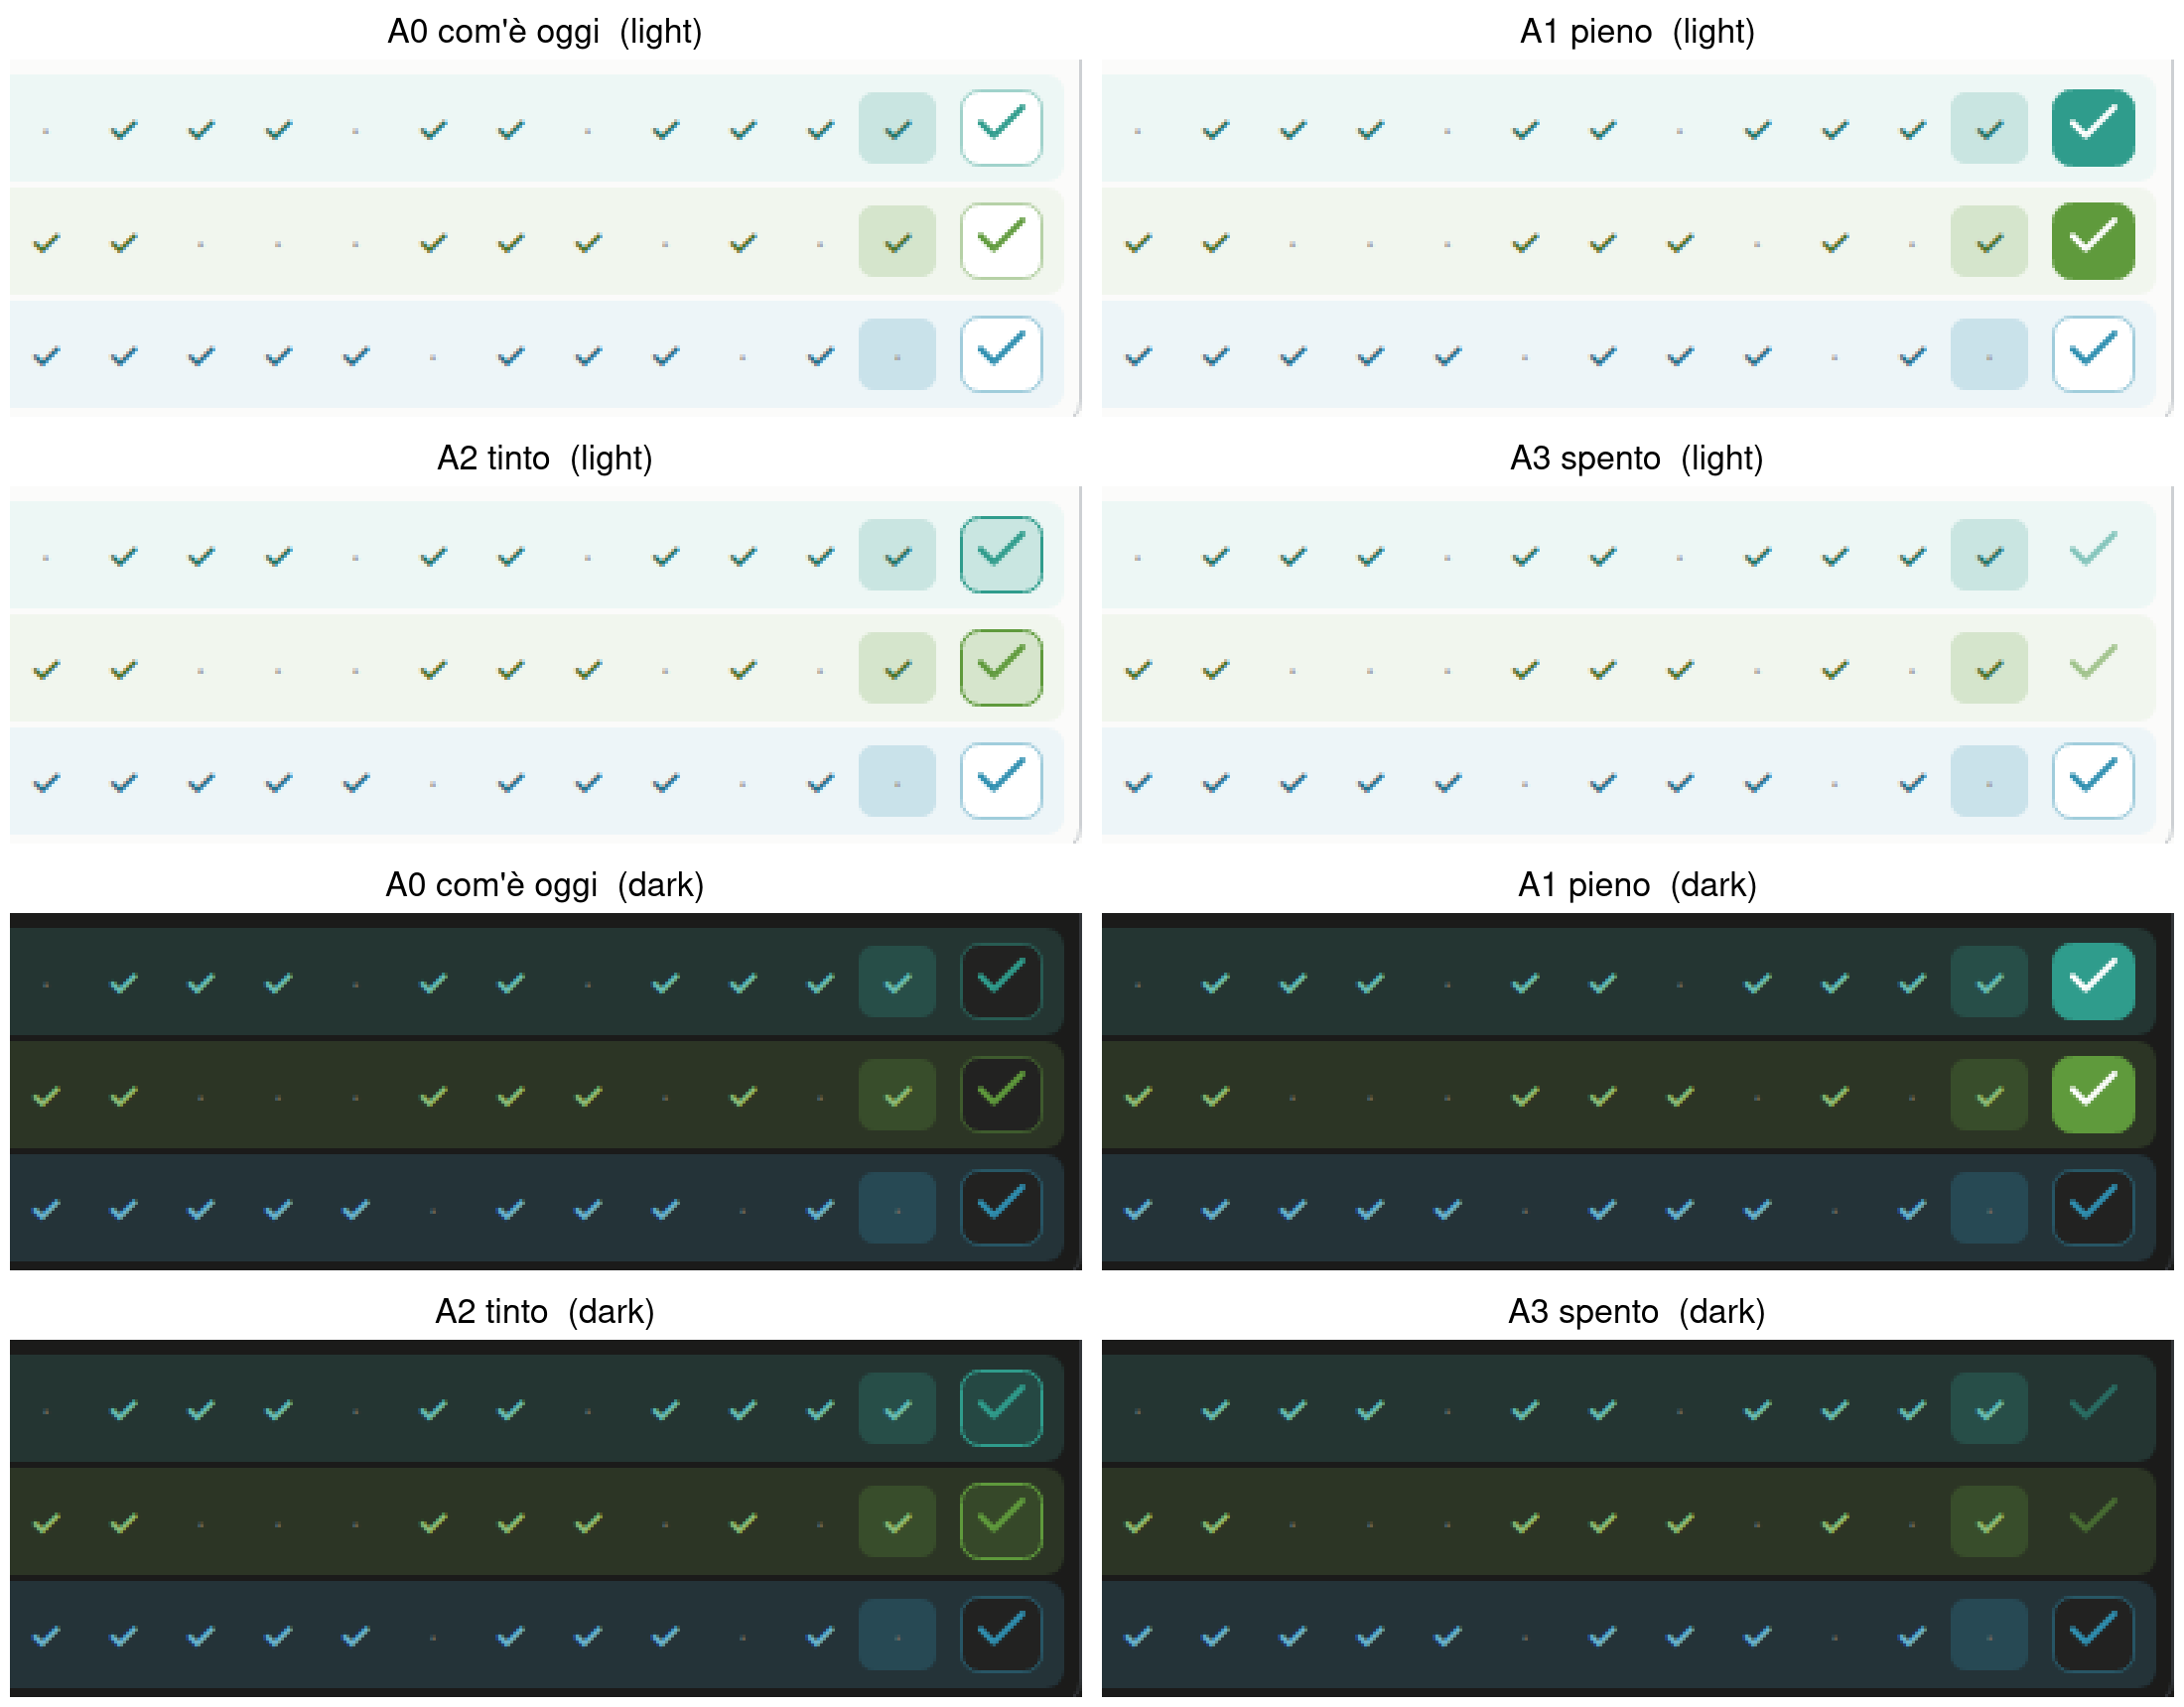 A0 com'è oggi (light)
A1 pieno (light)
A2 tinto (light)
A3 spento (light)
A0 com'è oggi (dark)
A1 pieno (dark)
A2 tinto (dark)
A3 spento (dark)